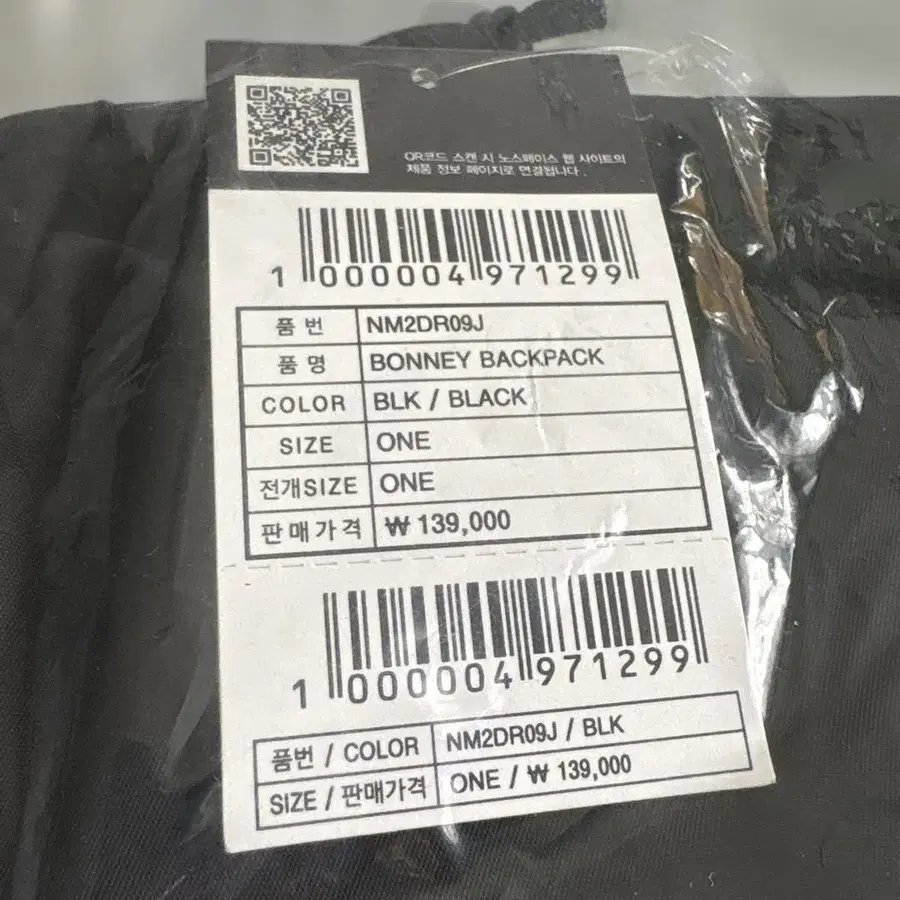 QR코드 스캔 시 노스페이스 웹 사이트의
제품 정보 페이지로 연결됩니다.
1 000004 971299
품 번 NM2DR09J
품 명 BONNEY BACKPACK
COLOR BLK / BLACK
SIZE ONE
전개SIZE ONE
판매가격 ₩ 139,000
1 000004 971299
품번 / COLOR NM2DR09J / BLK
SIZE / 판매가격 ONE / ₩ 139,000